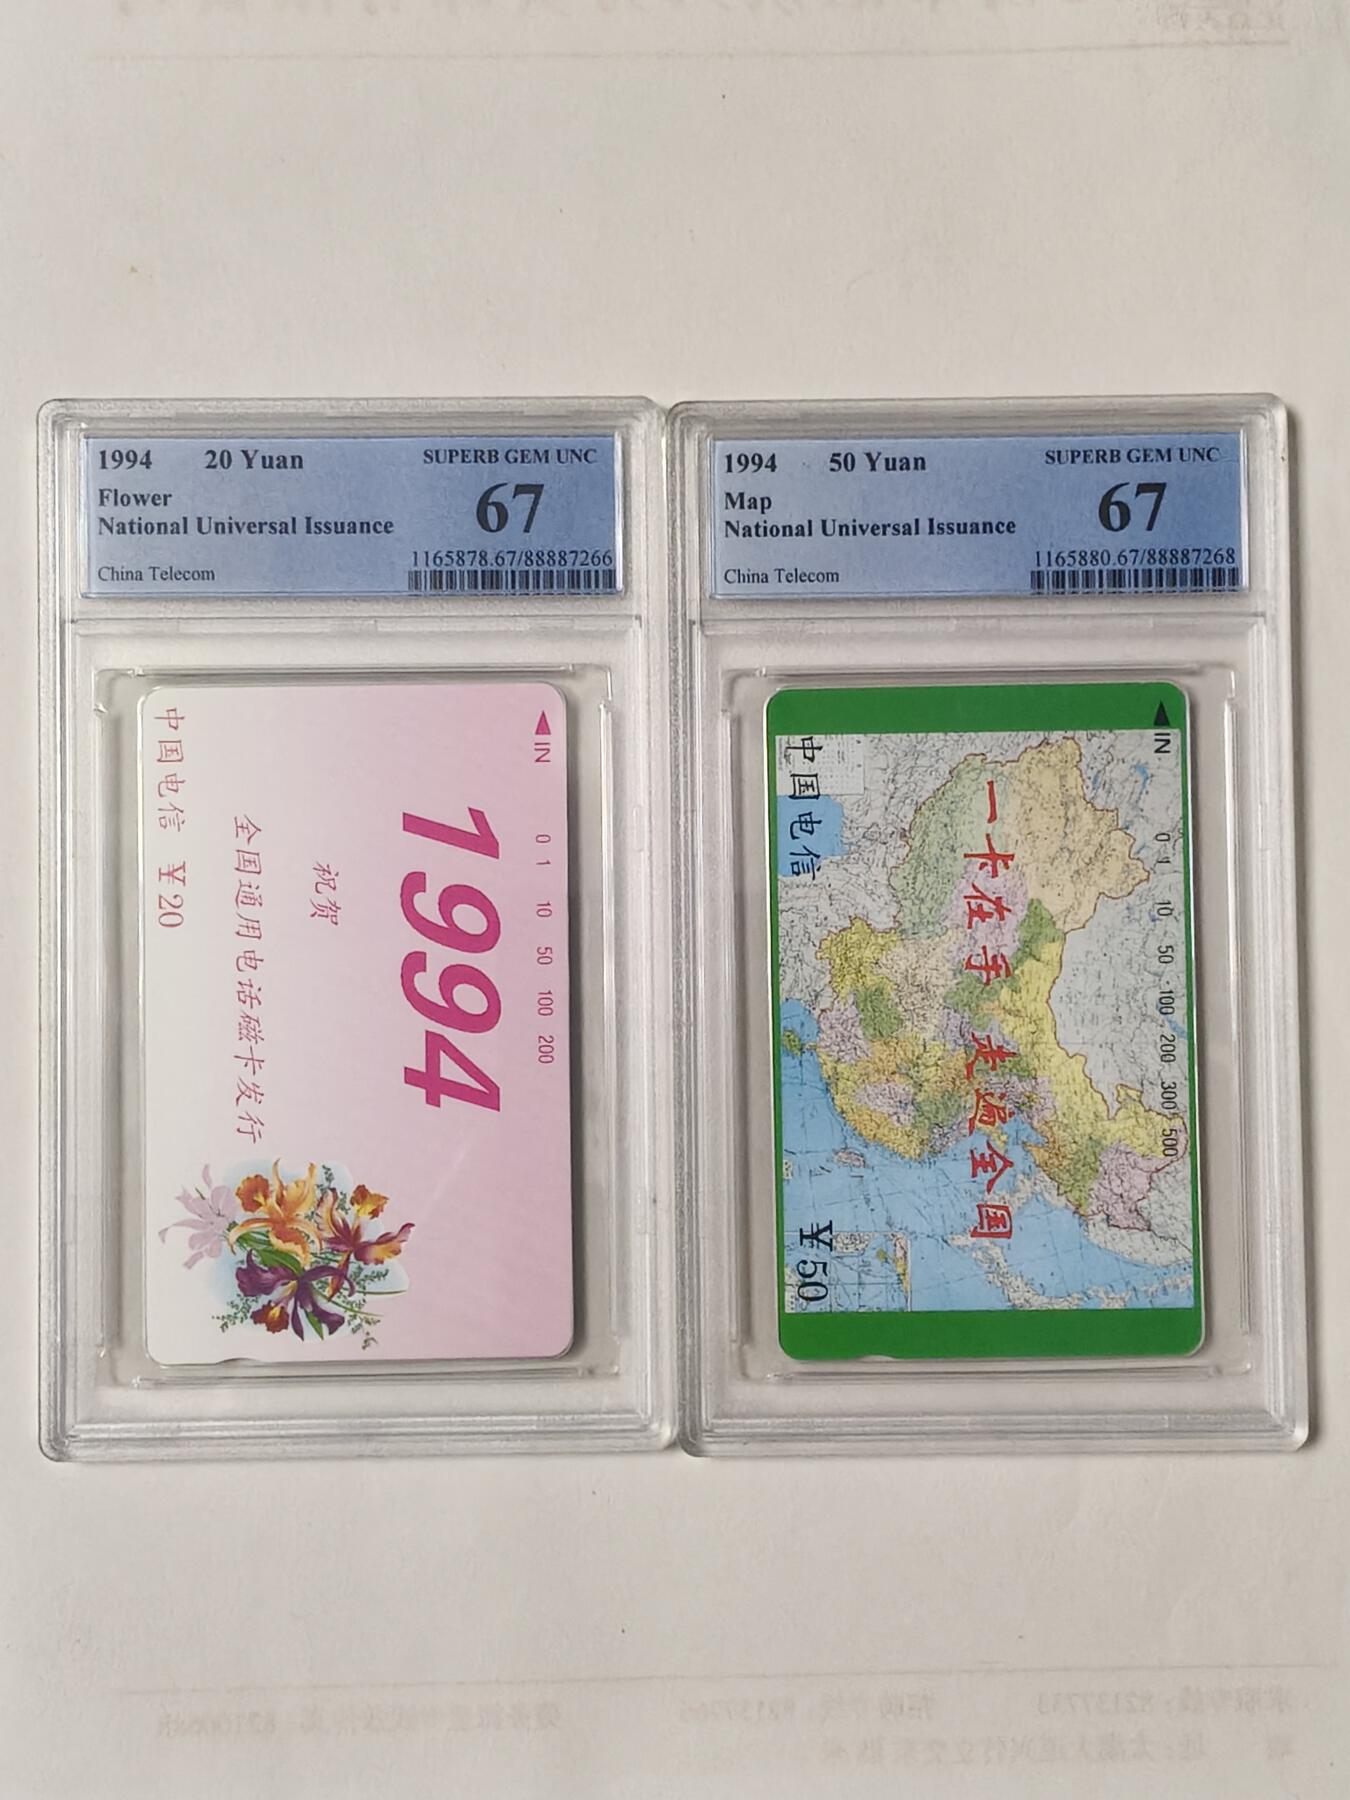 1994 20 Yuan
SUPERB GEM UNC
Flower
67
National Universal Issuance
1165878.67/88887266
China Telecom
IN
0 1 10 50 100 200
1994
祝贺
全国通用电话磁卡发行
中国电信 ￥20
1994 50 Yuan
SUPERB GEM UNC
Map
67
National Universal Issuance
1165880.67/88887268
China Telecom
IN
0 1 10 50 100 200 300 500
一卡在手 走遍全国
中国电信
￥50